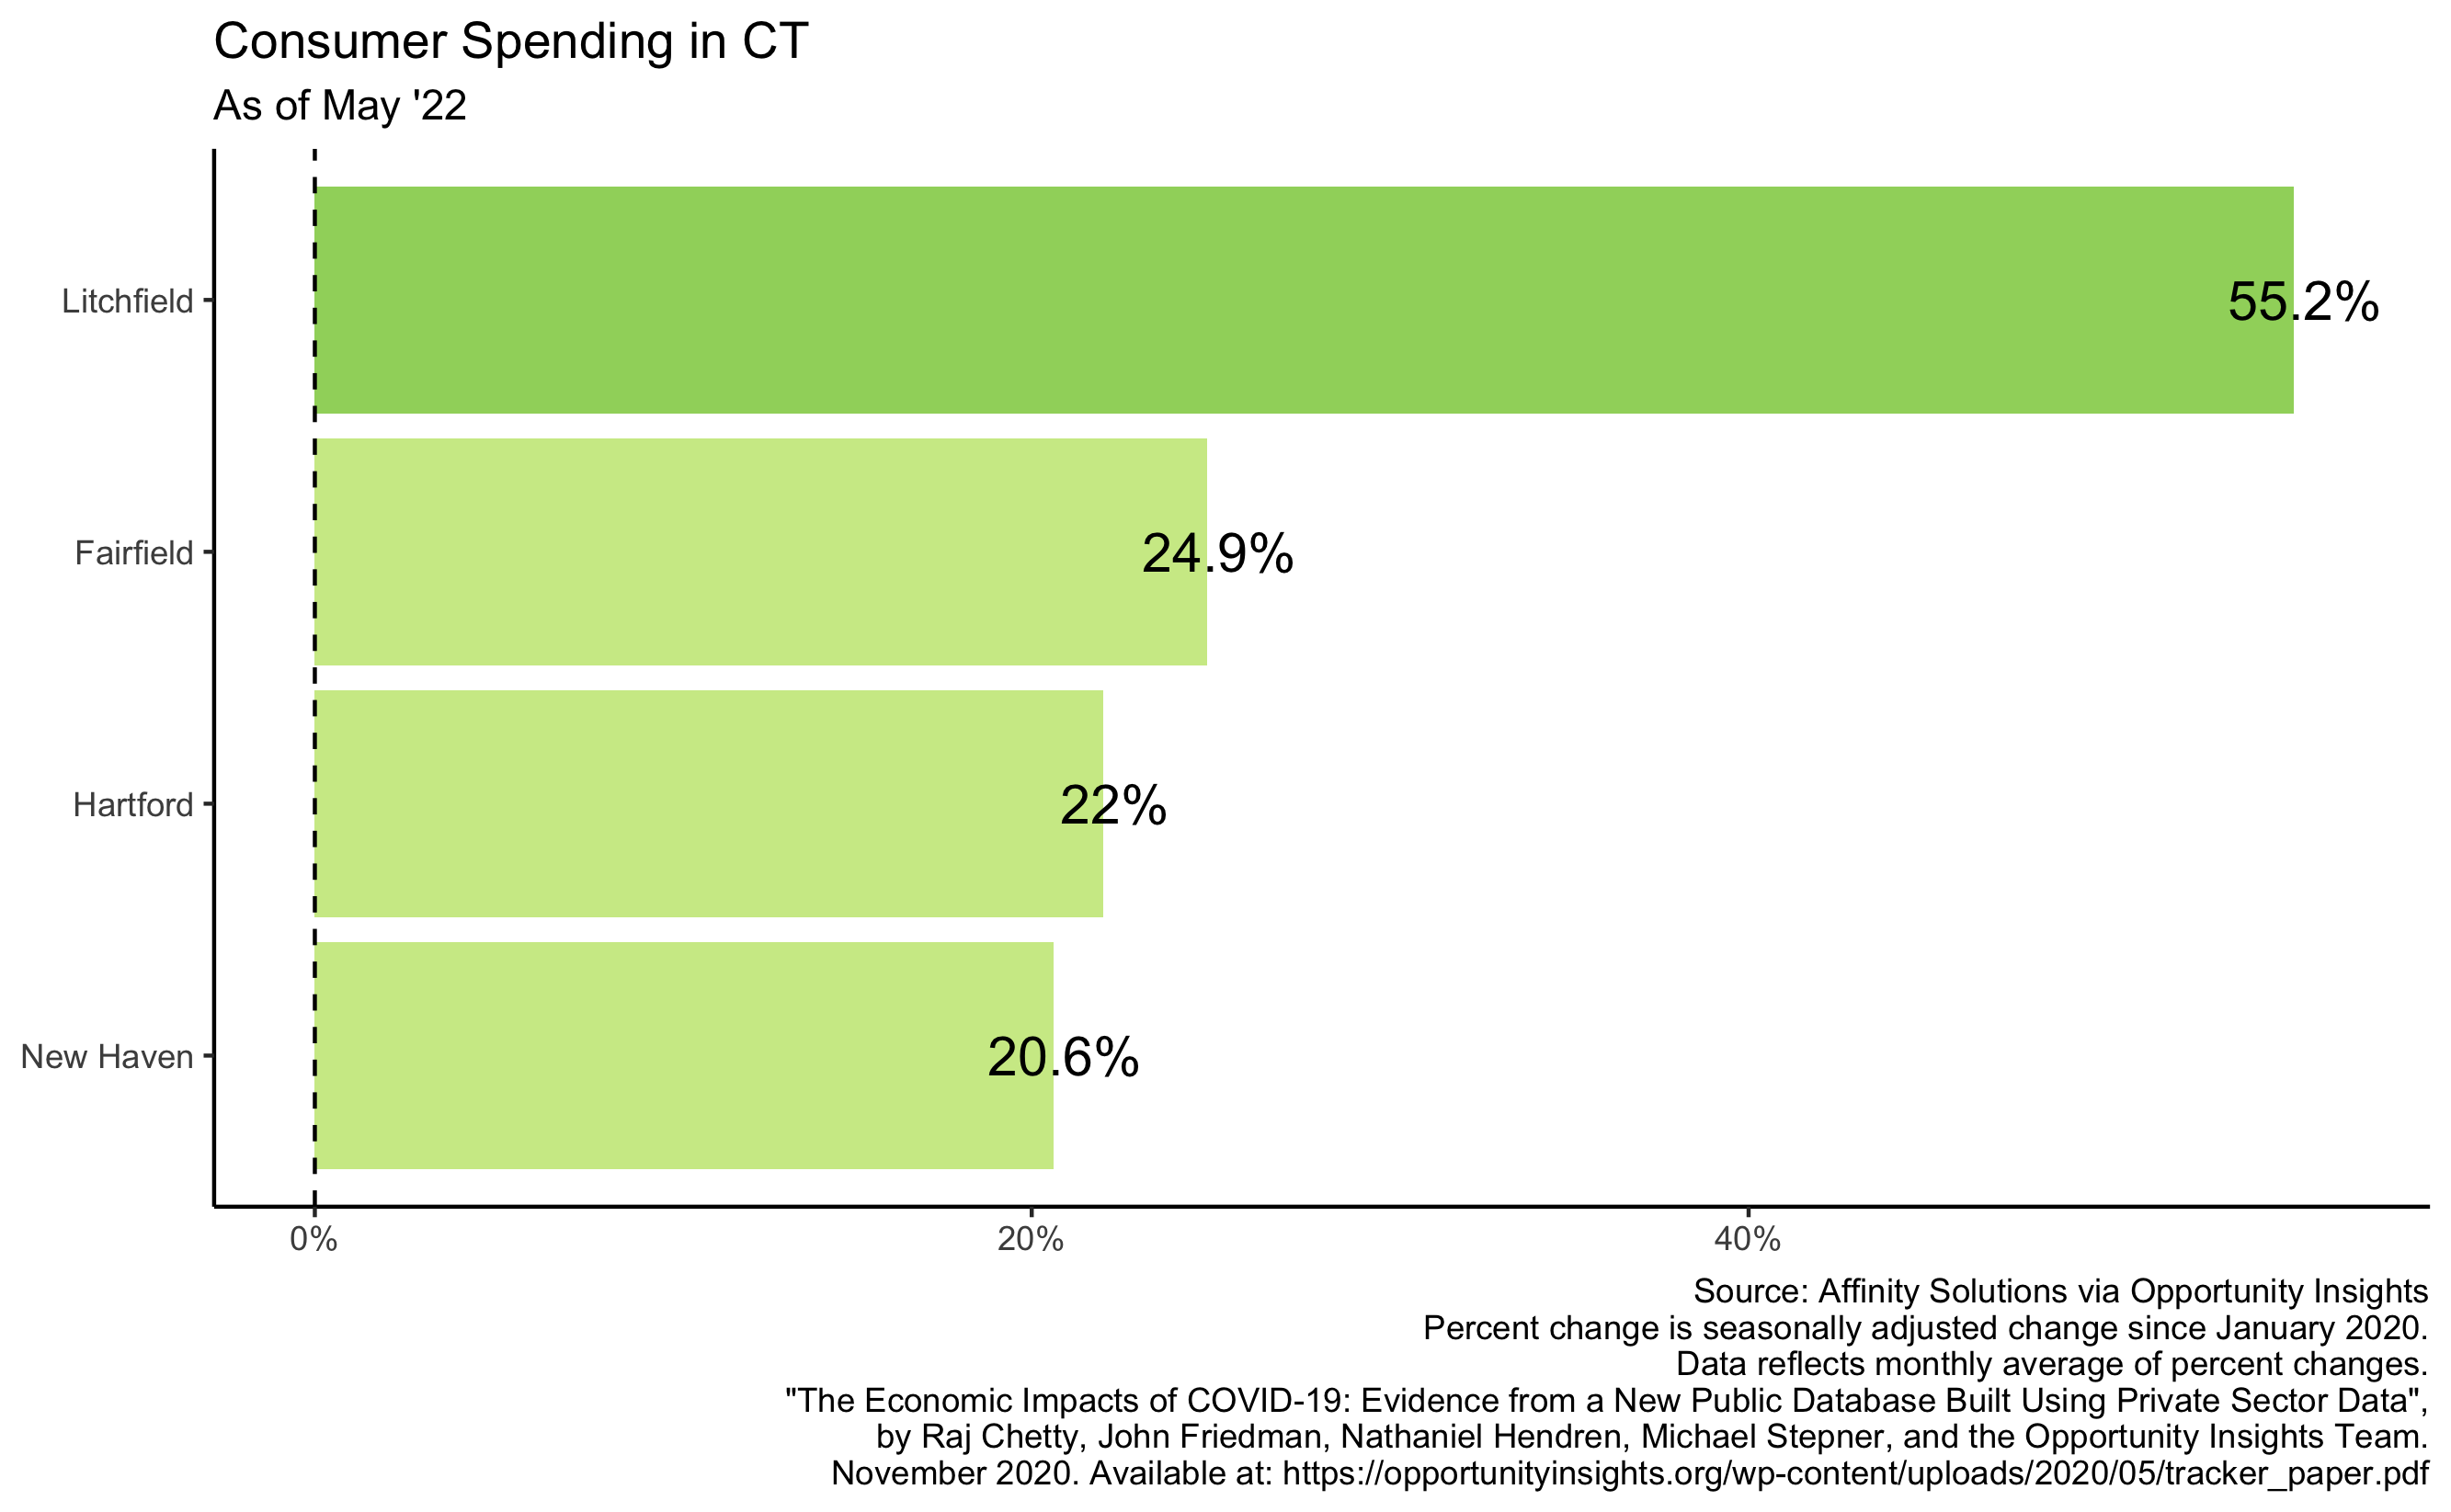 Consumer Spending in CT
As of May '22
Litchfield
55.2%
Fairfield
24.9%
Hartford
22%
New Haven
20.6%
0%
20%
40%
Source: Affinity Solutions via Opportunity Insights
Percent change is seasonally adjusted change since January 2020.
Data reflects monthly average of percent changes.
"The Economic Impacts of COVID-19: Evidence from a New Public Database Built Using Private Sector Data",
by Raj Chetty, John Friedman, Nathaniel Hendren, Michael Stepner, and the Opportunity Insights Team.
November 2020. Available at: https://opportunityinsights.org/wp-content/uploads/2020/05/tracker_paper.pdf